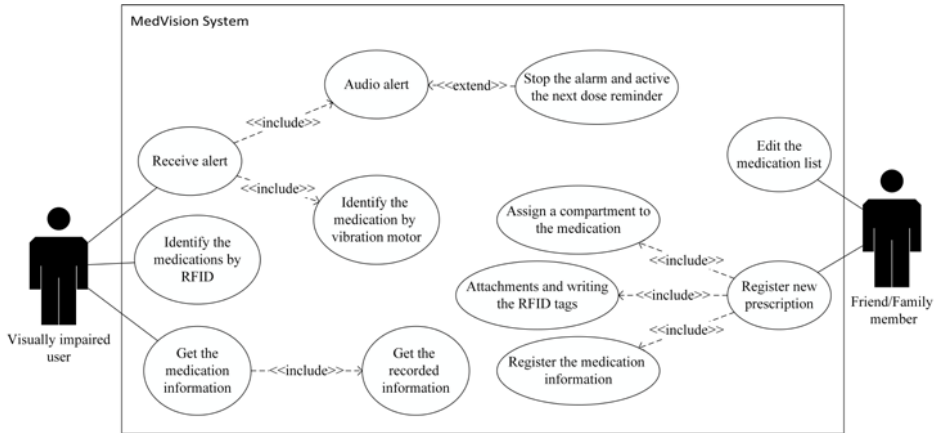 MedVision System
Audio alert
<<extend>>
Stop the alarm and active
the next dose reminder
<<include>>
Receive alert
<<include>>
Identify the
medication by
vibration motor
Edit the
medication list
Assign a compartment to
the medication
<<include>>
Identify the
medications by
RFID
Attachments and writing
the RFID tags
<<include>>
Register new
prescription
<<include>>
Register the medication
information
Get the
medication
information
<<include>>
Get the
recorded
information
Visually impaired
user
Friend/Family
member